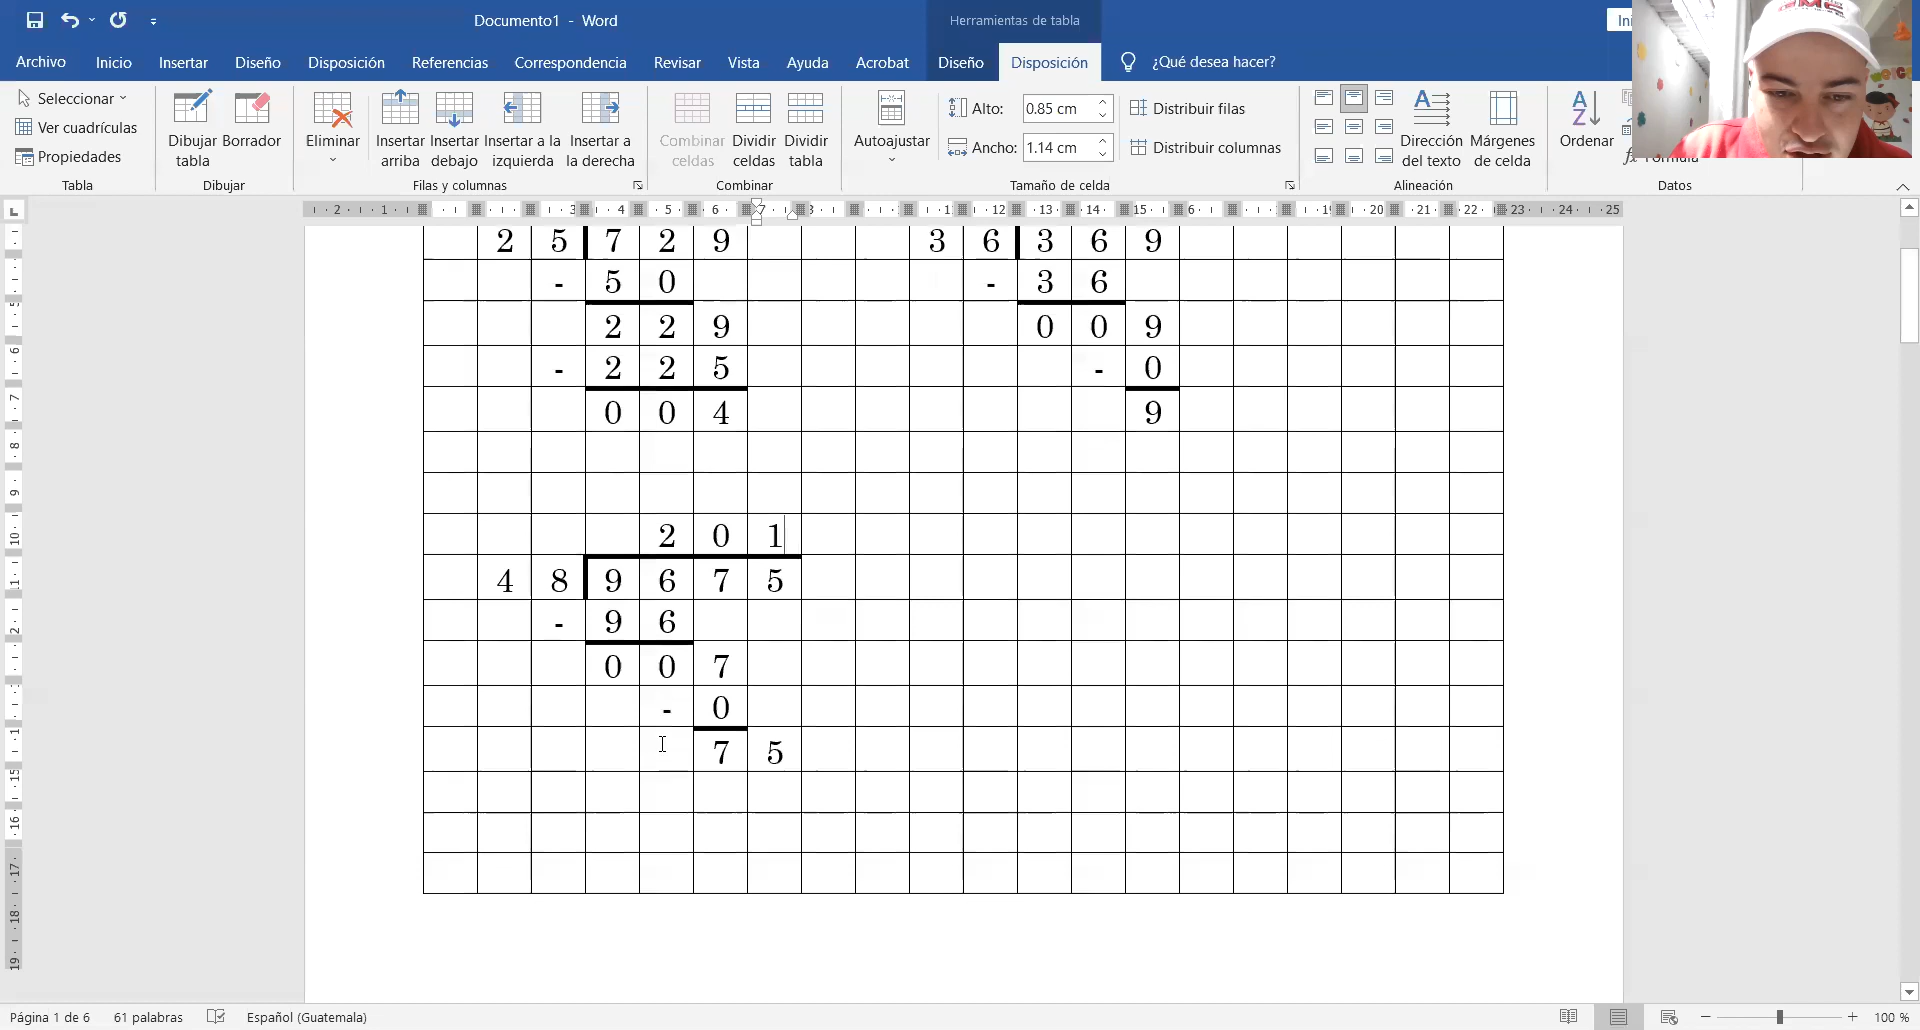 Documento1 - Word
Herramientas de tabla
Archivo Inicio Insertar Diseño Disposición Referencias Correspondencia Revisar Vista Ayuda Acrobat Diseño Disposición ¿Qué desea hacer?
Seleccionar
Ver cuadrículas
Propiedades
Tabla
Dibujar tabla
Borrador
Dibujar
Eliminar
Insertar arriba
Insertar debajo
Insertar a la izquierda
Insertar a la derecha
Filas y columnas
Combinar celdas
Dividir celdas
Dividir tabla
Combinar
Autoajustar
Alto: 0.85 cm
Ancho: 1.14 cm
Distribuir filas
Distribuir columnas
Tamaño de celda
Dirección del texto
Márgenes de celda
Alineación
Ordenar
Datos
2 5 7 2 9 3 6 3 6 9
- 5 0 - 3 6
2 2 9 0 0 9
- 2 2 5 - 0
0 0 4 9
2 0 1
4 8 9 6 7 5
- 9 6
0 0 7
- 0
7 5
Página 1 de 6 61 palabras Español (Guatemala) 100 %